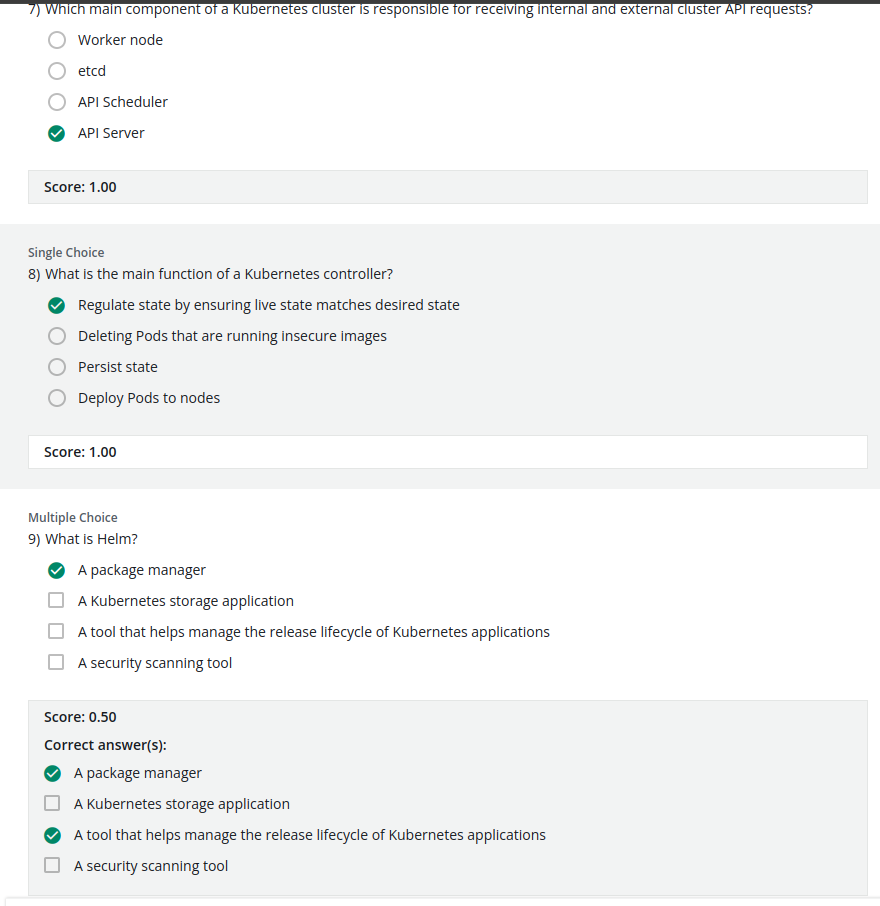 7) Which main component of a Kubernetes cluster is responsible for receiving internal and external cluster API requests?
Worker node
etcd
API Scheduler
API Server
Score: 1.00
Single Choice
8) What is the main function of a Kubernetes controller?
Regulate state by ensuring live state matches desired state
Deleting Pods that are running insecure images
Persist state
Deploy Pods to nodes
Score: 1.00
Multiple Choice
9) What is Helm?
A package manager
A Kubernetes storage application
A tool that helps manage the release lifecycle of Kubernetes applications
A security scanning tool
Score: 0.50
Correct answer(s):
A package manager
A Kubernetes storage application
A tool that helps manage the release lifecycle of Kubernetes applications
A security scanning tool